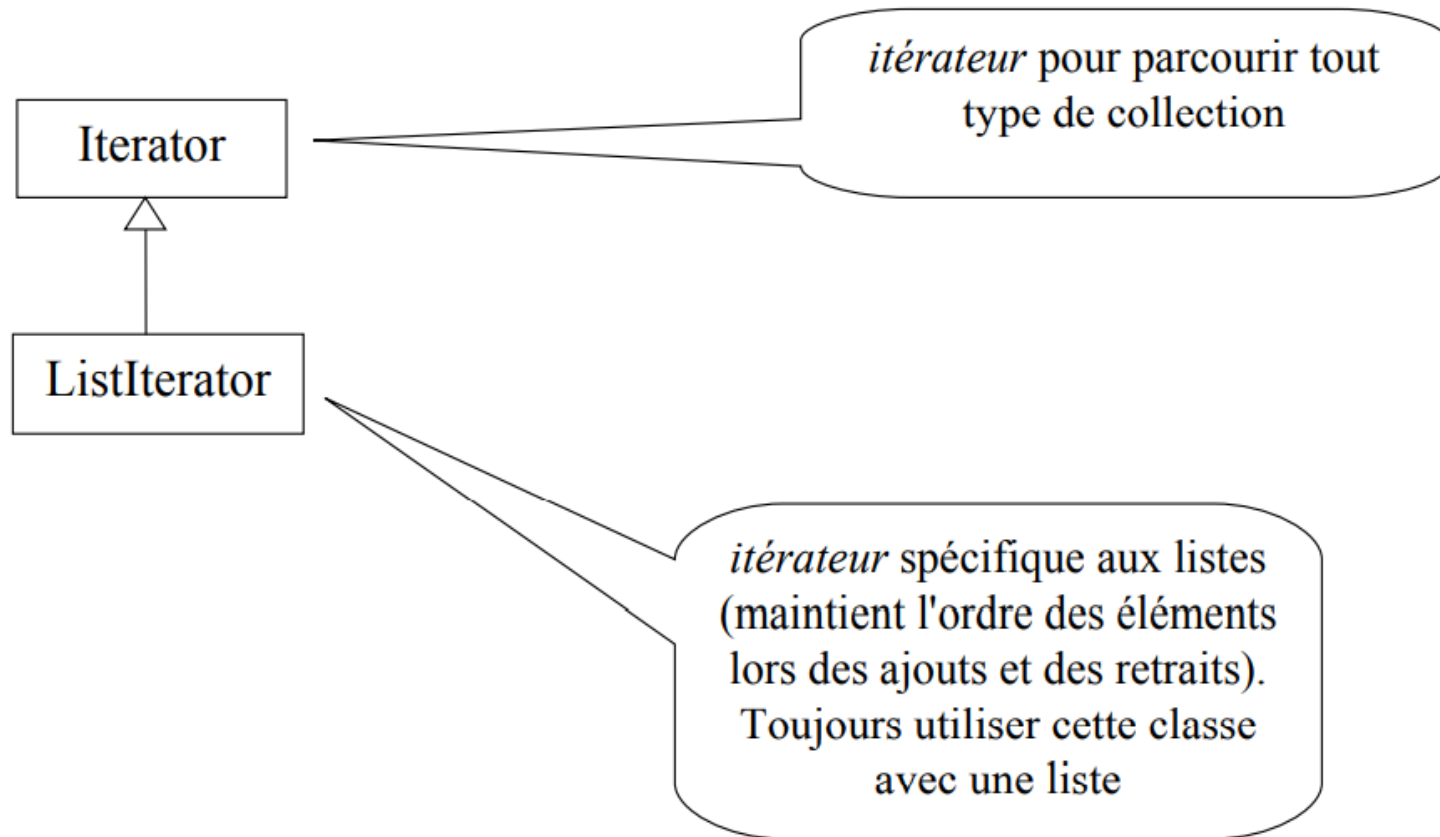 itérateur pour parcourir tout
type de collection
Iterator
ListIterator
itérateur spécifique aux listes
(maintient l'ordre des éléments
lors des ajouts et des retraits).
Toujours utiliser cette classe
avec une liste